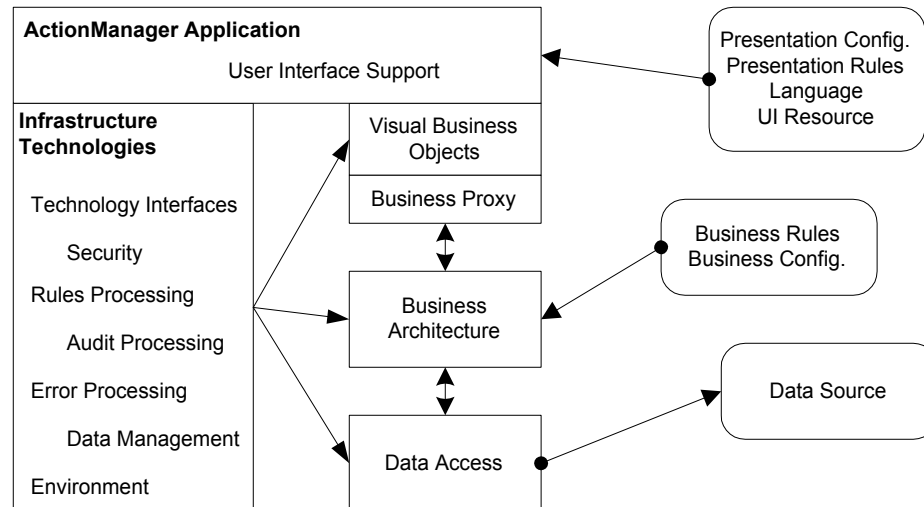 ActionManager Application
User Interface Support
Infrastructure
Technologies
Technology Interfaces
Security
Rules Processing
Audit Processing
Error Processing
Data Management
Environment
Visual Business
Objects
Business Proxy
Business
Architecture
Data Access
Presentation Config.
Presentation Rules
Language
UI Resource
Business Rules
Business Config.
Data Source